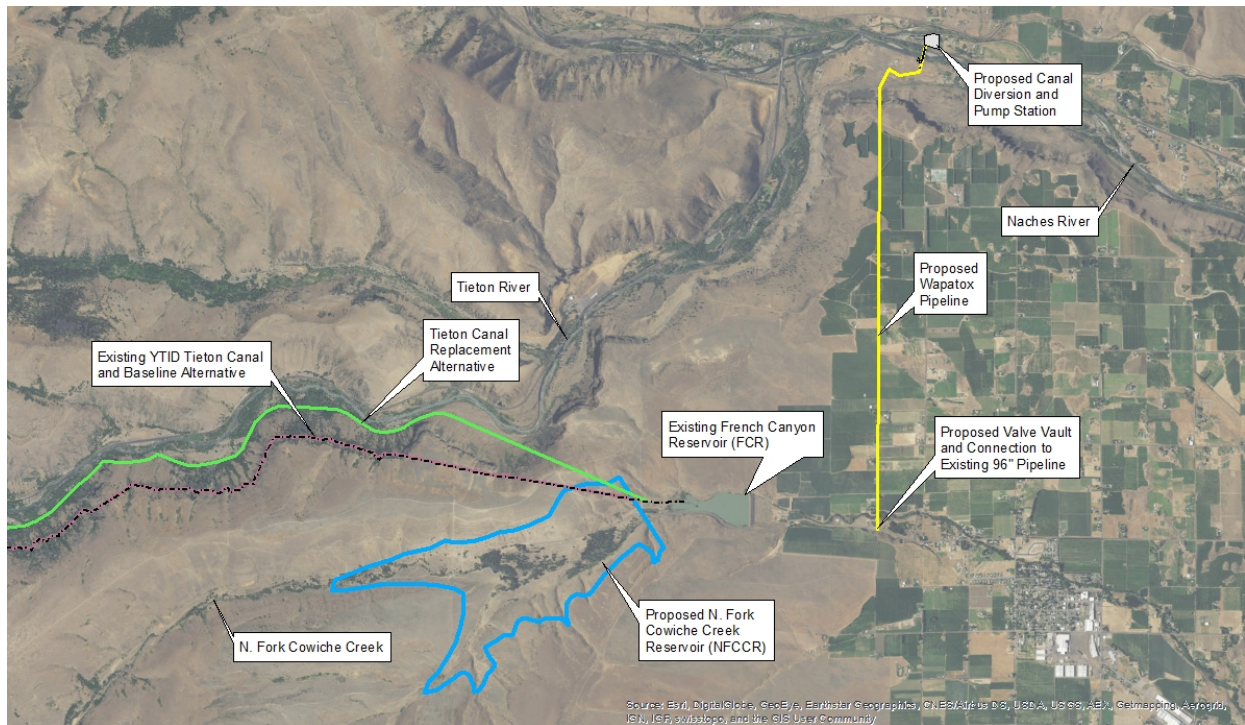 Proposed Canal
Diversion and
Pump Station
Naches River
Proposed
Wapatox
Pipeline
Tieton River
Tieton Canal
Replacement
Alternative
Existing YTID Tieton Canal
and Baseline Alternative
Existing French Canyon
Reservoir (FCR)
Proposed Valve Vault
and Connection to
Existing 96" Pipeline
Proposed N. Fork
Cowiche Creek
Reservoir (NFCCR)
N. Fork Cowiche Creek
Source: Esri, DigitalGlobe, GeoEye, Earthstar Geographics, CNES/Airbus DS, USDA, USGS, AEX, Getmapping, Aerogrid,
IGN, IGP, swisstopo, and the GIS User Community